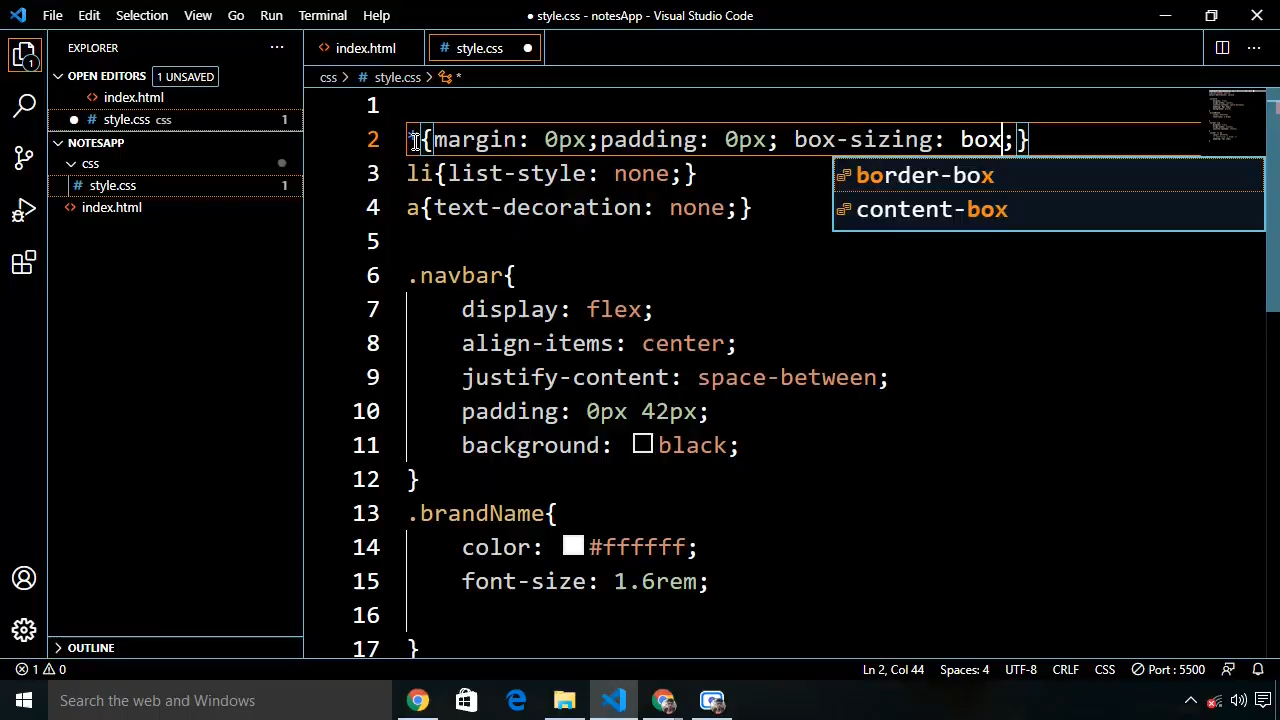 File Edit Selection View Go Run Terminal Help ● style.css - notesApp - Visual Studio Code
EXPLORER ... <> index.html # style.css ● ...
OPEN EDITORS 1 UNSAVED
css > # style.css > *
<> index.html
● style.css css 1
NOTESAPP
css
# style.css 1
<> index.html
OUTLINE
1
2 *{margin: 0px;padding: 0px; box-sizing: box;}
border-box
content-box
3 li{list-style: none;}
4 a{text-decoration: none;}
5
6 .navbar{
7 display: flex;
8 align-items: center;
9 justify-content: space-between;
10 padding: 0px 42px;
11 background: black;
12 }
13 .brandName{
14 color: #ffffff;
15 font-size: 1.6rem;
16
17 }
1
1 0 Ln 2, Col 44 Spaces: 4 UTF-8 CRLF CSS Port : 5500
Search the web and Windows